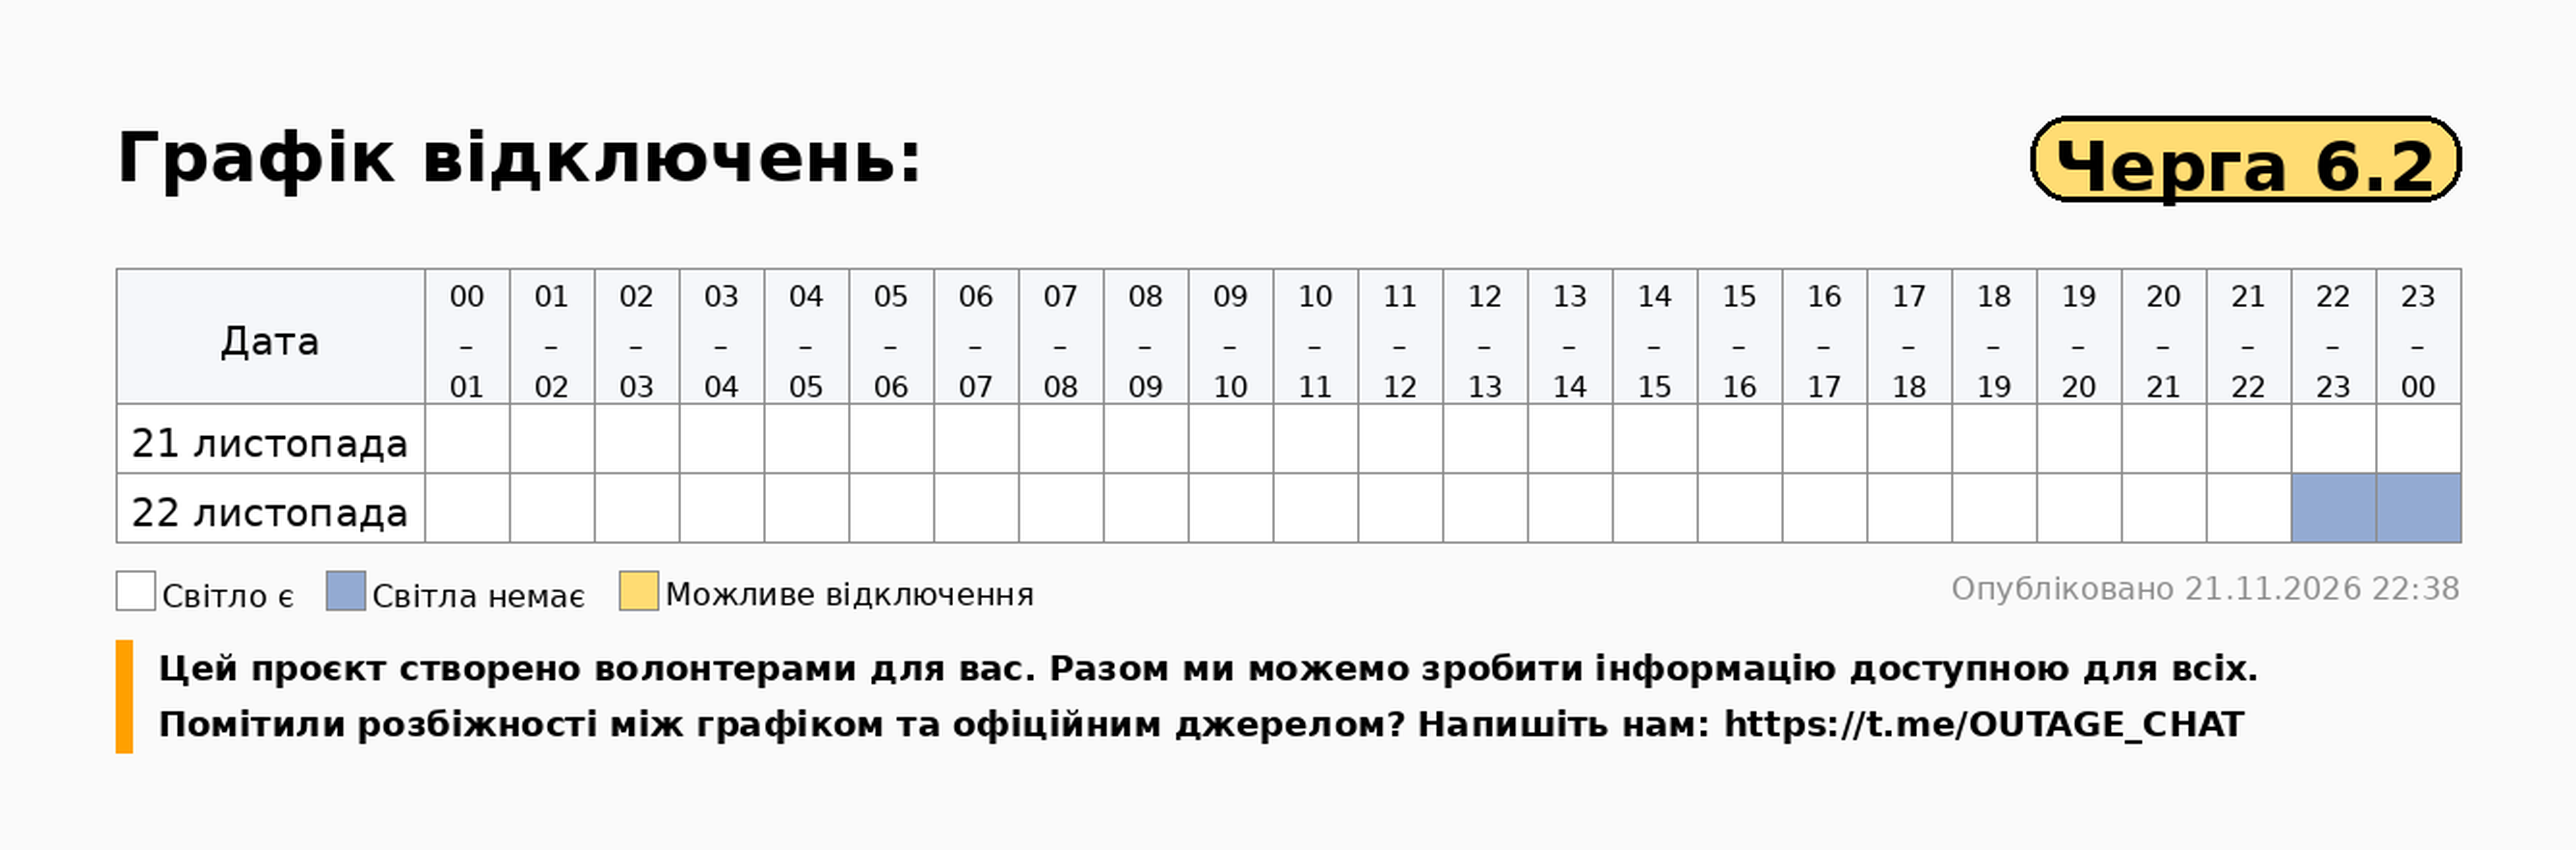 Графік відключень:
Черга 6.2
Дата 00–01 01–02 02–03 03–04 04–05 05–06 06–07 07–08 08–09 09–10 10–11 11–12 12–13 13–14 14–15 15–16 16–17 17–18 18–19 19–20 20–21 21–22 22–23 23–00
21 листопада
22 листопада
Світло є Світла немає Можливе відключення
Опубліковано 21.11.2026 22:38
Цей проєкт створено волонтерами для вас. Разом ми можемо зробити інформацію доступною для всіх.
Помітили розбіжності між графіком та офіційним джерелом? Напишіть нам: https://t.me/OUTAGE_CHAT